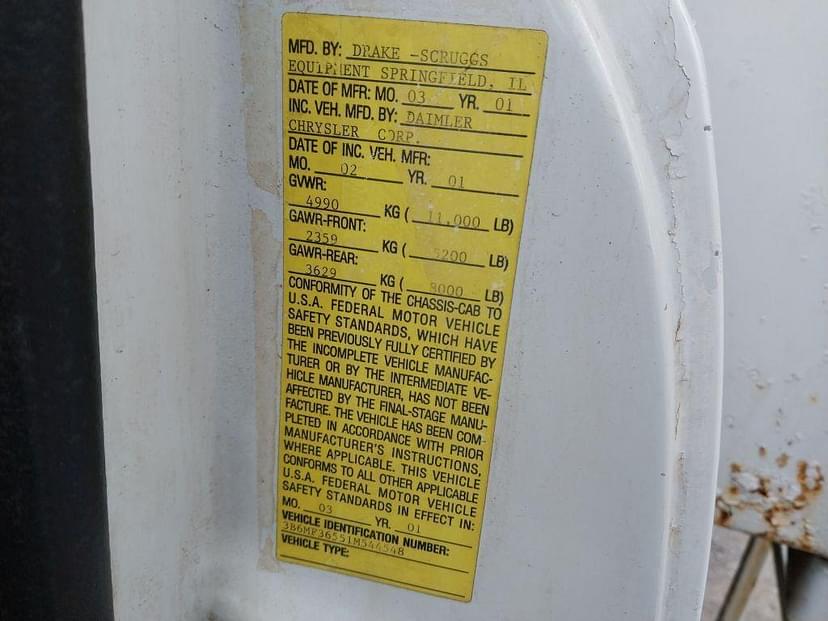 MFD. BY: DRAKE -SCRUGGS
EQUIPMENT SPRINGFIELD, IL
DATE OF MFR: MO. 03 YR. 01
INC. VEH. MFD. BY: DAIMLER
CHRYSLER CORP.
DATE OF INC. VEH. MFR:
MO. 02 YR. 01
GVWR:
4990 KG ( 11,000 LB)
GAWR-FRONT:
2359 KG ( 5200 LB)
GAWR-REAR:
3629 KG ( 8000 LB)
CONFORMITY OF THE CHASSIS-CAB TO
U.S.A. FEDERAL MOTOR VEHICLE
SAFETY STANDARDS, WHICH HAVE
BEEN PREVIOUSLY FULLY CERTIFIED BY
THE INCOMPLETE VEHICLE MANUFAC-
TURER OR BY THE INTERMEDIATE VE-
HICLE MANUFACTURER, HAS NOT BEEN
AFFECTED BY THE FINAL-STAGE MANU-
FACTURE. THE VEHICLE HAS BEEN COM-
PLETED IN ACCORDANCE WITH PRIOR
MANUFACTURER'S INSTRUCTIONS,
WHERE APPLICABLE. THIS VEHICLE
CONFORMS TO ALL OTHER APPLICABLE
U.S.A. FEDERAL MOTOR VEHICLE
SAFETY STANDARDS IN EFFECT IN:
MO. 03 YR. 01
VEHICLE IDENTIFICATION NUMBER:
3B6MF36551M544548
VEHICLE TYPE: